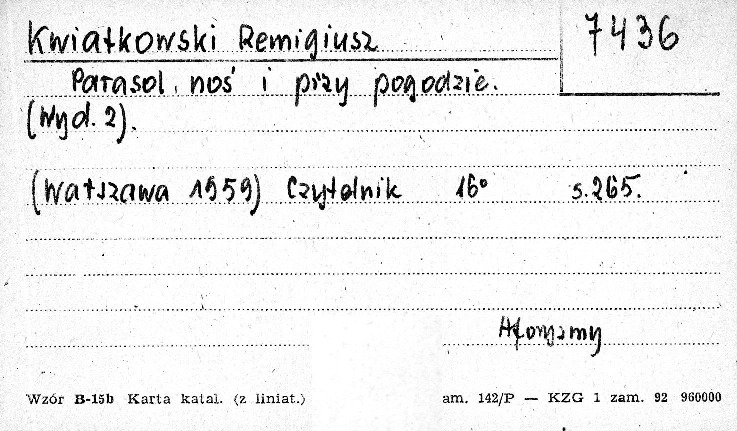 Kwiatkowski Remigiusz 7436
Parasol noś i przy pogodzie.
(Wyd. 2).
(Warszawa 1959) Czytelnik 16° s. 265.
Aforyzmy
Wzór B-15b Karta katal. (z liniat.) am. 142/P — KZG 1 zam. 92 960000